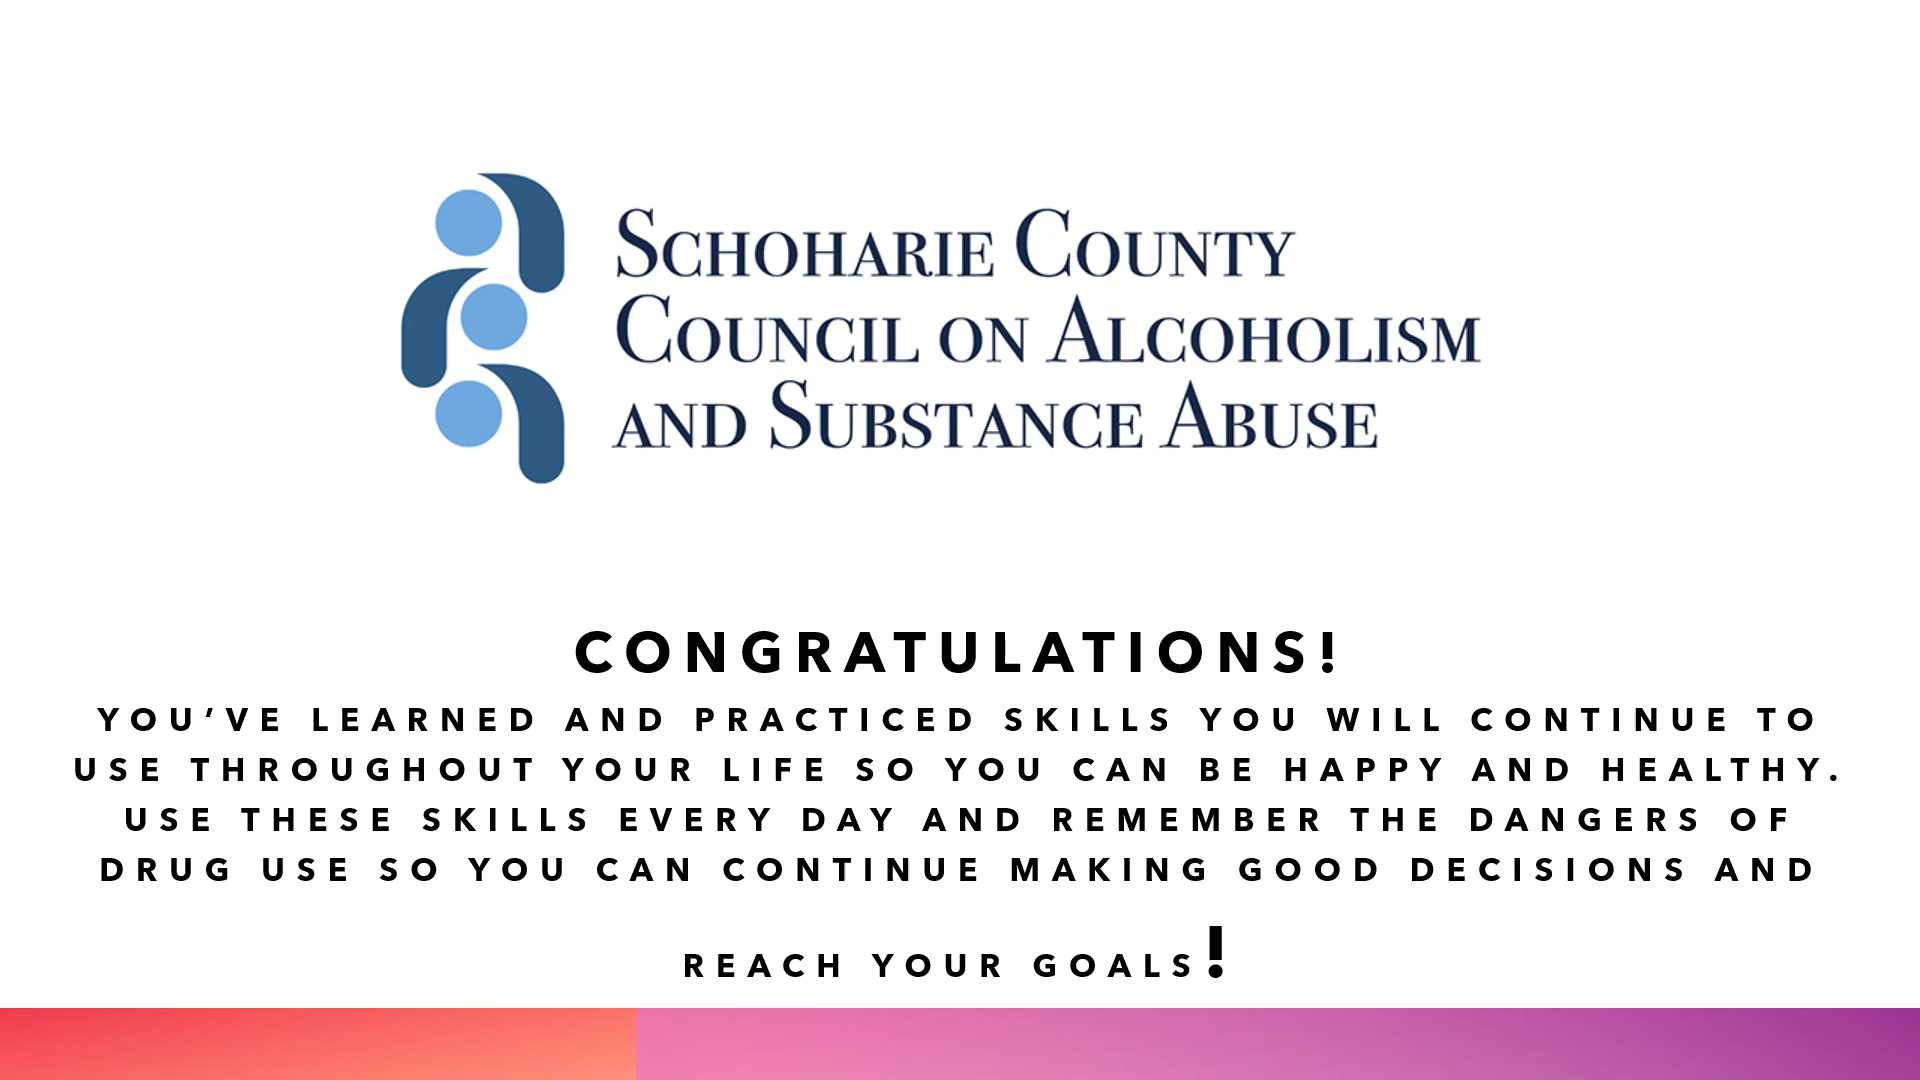 Schoharie County
Council on Alcoholism
and Substance Abuse
CONGRATULATIONS!
YOU’VE LEARNED AND PRACTICED SKILLS YOU WILL CONTINUE TO
USE THROUGHOUT YOUR LIFE SO YOU CAN BE HAPPY AND HEALTHY.
USE THESE SKILLS EVERY DAY AND REMEMBER THE DANGERS OF
DRUG USE SO YOU CAN CONTINUE MAKING GOOD DECISIONS AND
REACH YOUR GOALS!